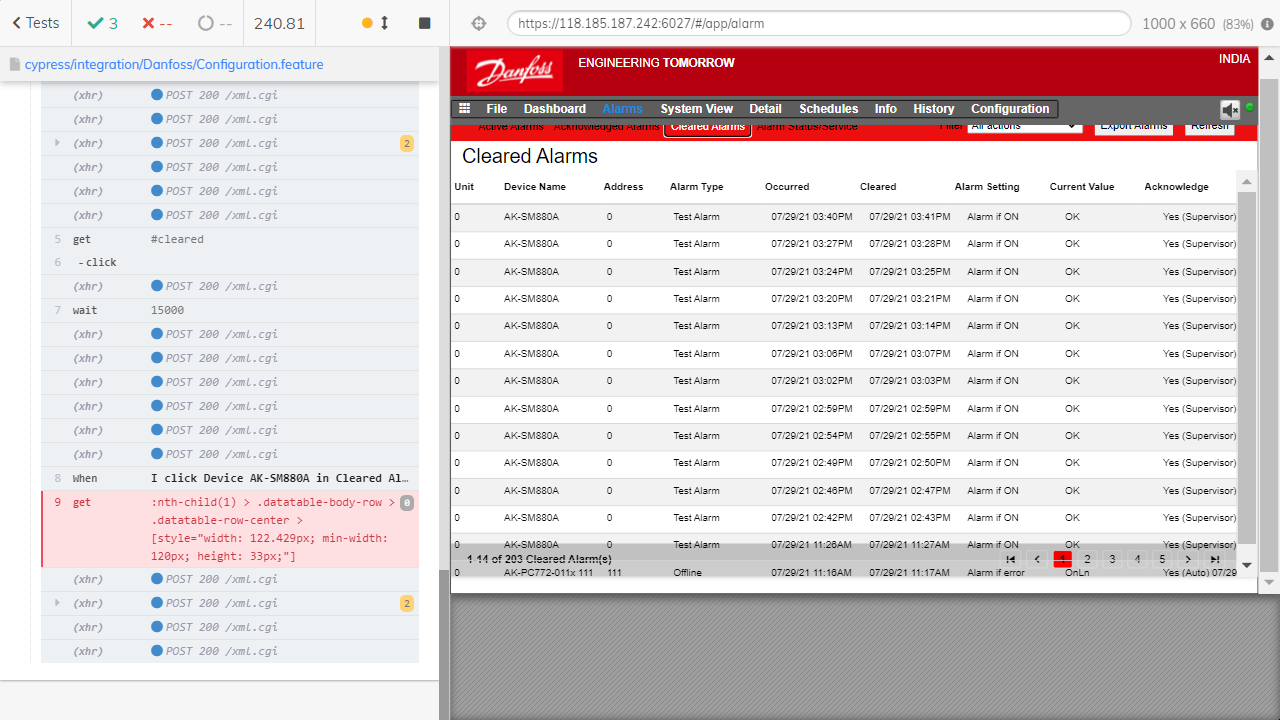 Tests 3 -- -- 240.81
https://118.185.187.242:6027/#/app/alarm 1000 x 660 (83%)
cypress/integration/Danfoss/Configuration.feature
(xhr) POST 200 /xml.cgi
(xhr) POST 200 /xml.cgi
(xhr) POST 200 /xml.cgi 2
(xhr) POST 200 /xml.cgi
(xhr) POST 200 /xml.cgi
(xhr) POST 200 /xml.cgi
5 get #cleared
6 -click
(xhr) POST 200 /xml.cgi
7 wait 15000
(xhr) POST 200 /xml.cgi
(xhr) POST 200 /xml.cgi
(xhr) POST 200 /xml.cgi
(xhr) POST 200 /xml.cgi
(xhr) POST 200 /xml.cgi
(xhr) POST 200 /xml.cgi
8 When I click Device AK-SM880A in Cleared Al…
9 get :nth-child(1) > .datatable-body-row > 0
.datatable-row-center >
[style="width: 122.429px; min-width:
120px; height: 33px;"]
(xhr) POST 200 /xml.cgi
(xhr) POST 200 /xml.cgi 2
(xhr) POST 200 /xml.cgi
(xhr) POST 200 /xml.cgi
Danfoss ENGINEERING TOMORROW INDIA
File Dashboard Alarms System View Detail Schedules Info History Configuration
Active Alarms Acknowledged Alarms Cleared Alarms Alarm Status/Service Filter All actions Export Alarms Refresh
Cleared Alarms
Unit Device Name Address Alarm Type Occurred Cleared Alarm Setting Current Value Acknowledge
0 AK-SM880A 0 Test Alarm 07/29/21 03:40PM 07/29/21 03:41PM Alarm if ON OK Yes (Supervisor)
0 AK-SM880A 0 Test Alarm 07/29/21 03:27PM 07/29/21 03:28PM Alarm if ON OK Yes (Supervisor)
0 AK-SM880A 0 Test Alarm 07/29/21 03:24PM 07/29/21 03:25PM Alarm if ON OK Yes (Supervisor)
0 AK-SM880A 0 Test Alarm 07/29/21 03:20PM 07/29/21 03:21PM Alarm if ON OK Yes (Supervisor)
0 AK-SM880A 0 Test Alarm 07/29/21 03:13PM 07/29/21 03:14PM Alarm if ON OK Yes (Supervisor)
0 AK-SM880A 0 Test Alarm 07/29/21 03:06PM 07/29/21 03:07PM Alarm if ON OK Yes (Supervisor)
0 AK-SM880A 0 Test Alarm 07/29/21 03:02PM 07/29/21 03:03PM Alarm if ON OK Yes (Supervisor)
0 AK-SM880A 0 Test Alarm 07/29/21 02:59PM 07/29/21 02:59PM Alarm if ON OK Yes (Supervisor)
0 AK-SM880A 0 Test Alarm 07/29/21 02:54PM 07/29/21 02:55PM Alarm if ON OK Yes (Supervisor)
0 AK-SM880A 0 Test Alarm 07/29/21 02:49PM 07/29/21 02:50PM Alarm if ON OK Yes (Supervisor)
0 AK-SM880A 0 Test Alarm 07/29/21 02:46PM 07/29/21 02:47PM Alarm if ON OK Yes (Supervisor)
0 AK-SM880A 0 Test Alarm 07/29/21 02:42PM 07/29/21 02:43PM Alarm if ON OK Yes (Supervisor)
0 AK-SM880A 0 Test Alarm 07/29/21 11:26AM 07/29/21 11:27AM Alarm if ON OK Yes (Supervisor)
1-14 of 203 Cleared Alarm(s) 1 2 3 4 5
0 AK-PC772-011x 111 111 Offline 07/29/21 11:16AM 07/29/21 11:17AM Alarm if error OnLn Yes (Auto) 07/29